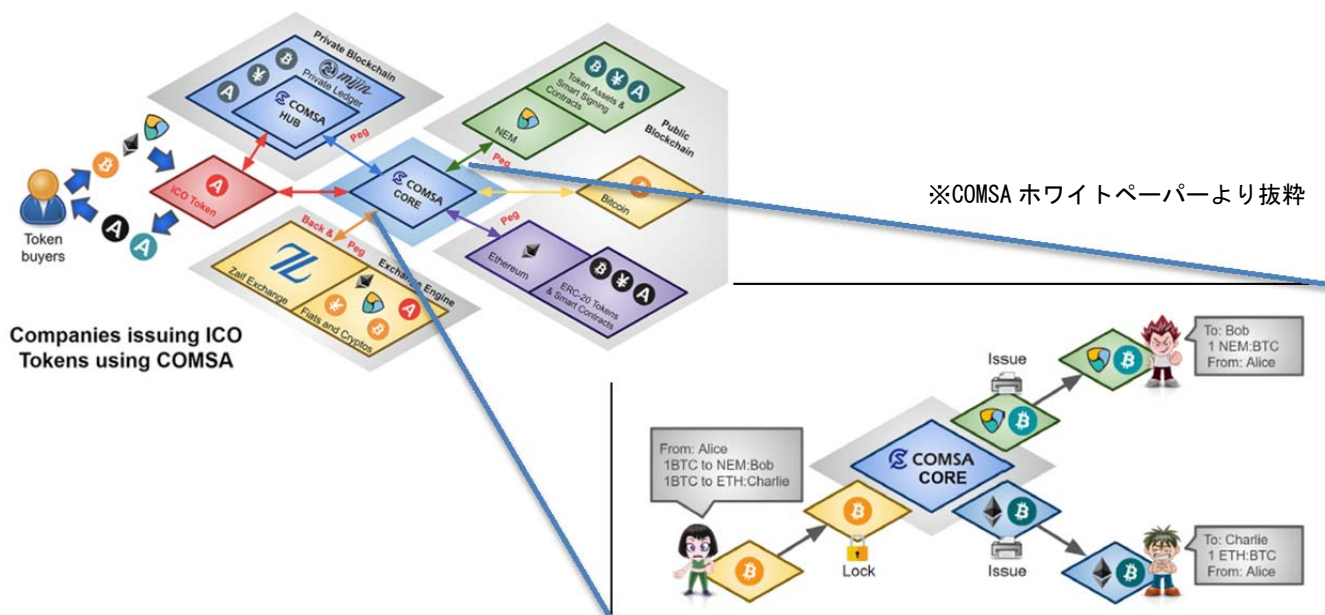 Private Blockchain
mijin
Private Ledger
COMSA
HUB
Peg
Token Assets &
Smart Signing
Contracts
NEM
Public
Blockchain
Peg
ICO Token
COMSA
CORE
Bitcoin
Token
buyers
Back &
Peg
Peg
Zaif Exchange
Exchange Engine
Fiats and Cryptos
Ethereum
ERC-20 Tokens
& Smart Contracts
Companies issuing ICO
Tokens using COMSA
※COMSA ホワイトペーパーより抜粋
To: Bob
1 NEM:BTC
From: Alice
Issue
From: Alice
1BTC to NEM:Bob
1BTC to ETH:Charlie
COMSA
CORE
Lock
Issue
To: Charlie
1 ETH:BTC
From: Alice